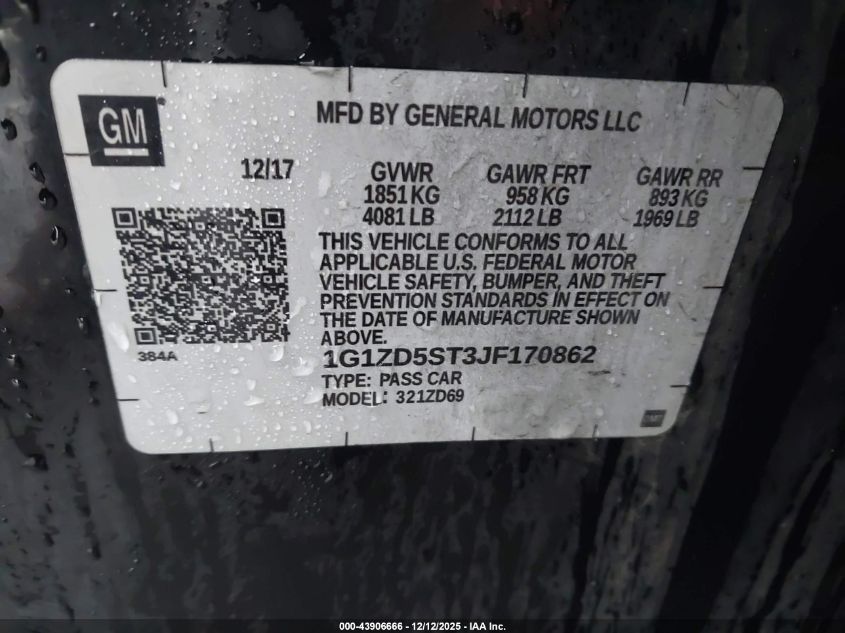 GM
MFD BY GENERAL MOTORS LLC
12/17
GVWR GAWR FRT GAWR RR
1851 KG 958 KG 893 KG
4081 LB 2112 LB 1969 LB
THIS VEHICLE CONFORMS TO ALL
APPLICABLE U.S. FEDERAL MOTOR
VEHICLE SAFETY, BUMPER, AND THEFT
PREVENTION STANDARDS IN EFFECT ON
THE DATE OF MANUFACTURE SHOWN
ABOVE.
384A
1G1ZD5ST3JF170862
TYPE: PASS CAR
MODEL: 321ZD69
000-43906666 - 12/12/2025 - IAA Inc.